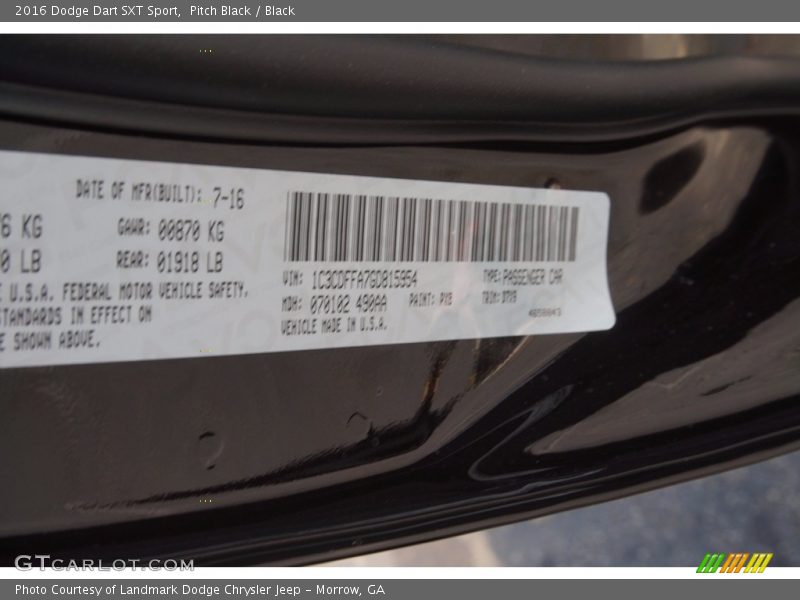 2016 Dodge Dart SXT Sport, Pitch Black / Black
DATE OF MFR(BUILT): 7-16
6 KG GAWR: 00870 KG
0 LB REAR: 01918 LB
U.S.A. FEDERAL MOTOR VEHICLE SAFETY.
STANDARDS IN EFFECT ON
SHOWN ABOVE.
VIN: 1C3CDFFA7GD815954 TYPE: PASSENGER CAR
MDH: 070102 490AA PAINT: PX8 TRIM:
VEHICLE MADE IN U.S.A.
GTCARLOT.COM
Photo Courtesy of Landmark Dodge Chrysler Jeep - Morrow, GA